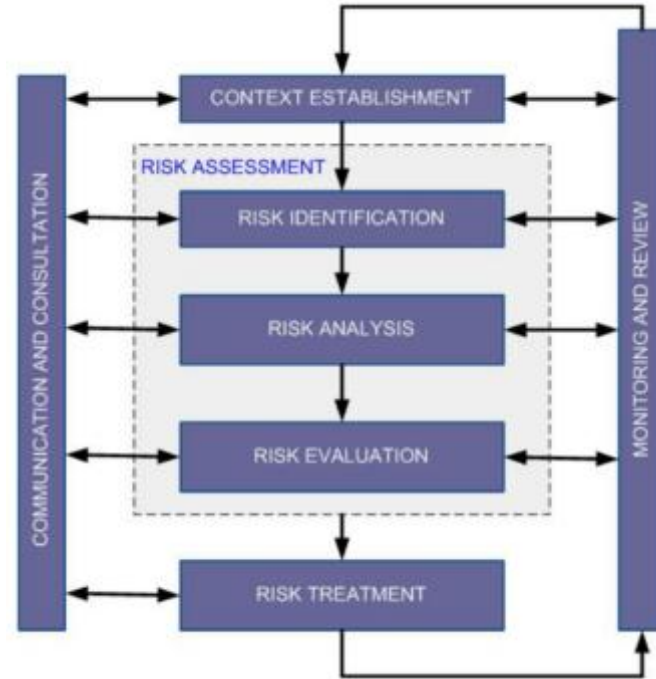 CONTEXT ESTABLISHMENT
RISK ASSESSMENT
RISK IDENTIFICATION
RISK ANALYSIS
RISK EVALUATION
RISK TREATMENT
COMMUNICATION AND CONSULTATION
MONITORING AND REVIEW